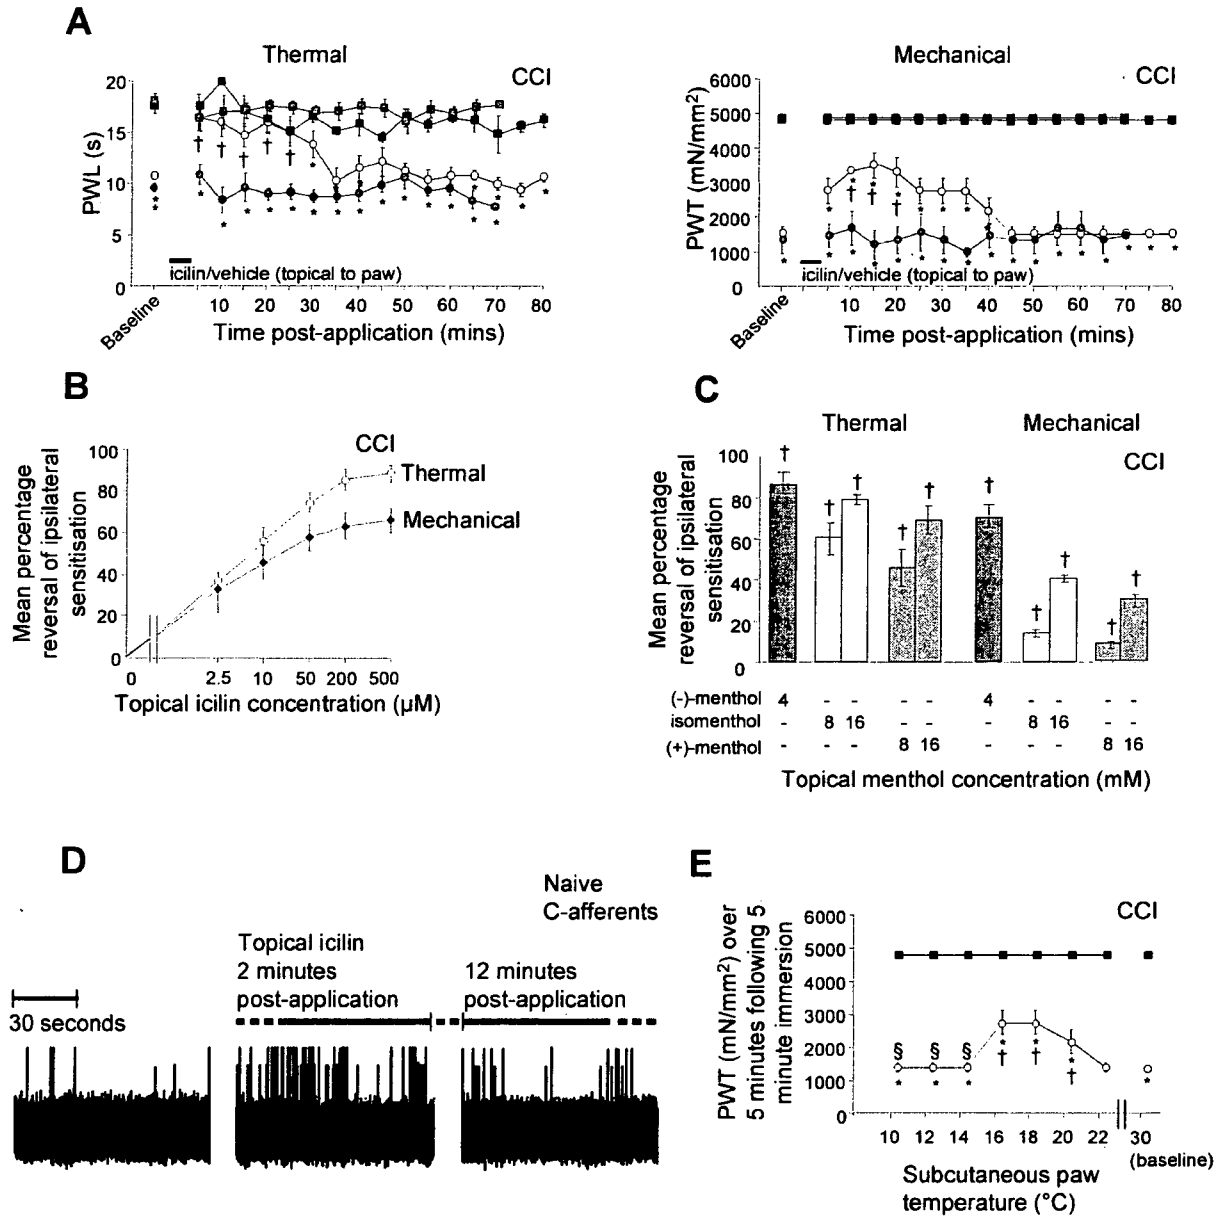 A
Thermal
CCI
PWL (s)
20
15
10
5
0
icilin/vehicle (topical to paw)
Baseline
10 20 30 40 50 60 70 80
Time post-application (mins)
Mechanical
CCI
PWT (mN/mm²)
6000
5000
4000
3000
2000
1000
0
icilin/vehicle (topical to paw)
Baseline
10 20 30 40 50 60 70 80
Time post-application (mins)
B
CCI
Mean percentage
reversal of ipsilateral
sensitisation
100
80
60
40
20
0
Thermal
Mechanical
0 2.5 10 50 200 500
Topical icilin concentration (µM)
C
Thermal
Mechanical
CCI
Mean percentage
reversal of ipsilateral
sensitisation
100
80
60
40
20
0
(-)-menthol 4 - - - - 4 - - - -
isomenthol - 8 16 - - - 8 16 - -
(+)-menthol - - - 8 16 - - - 8 16
Topical menthol concentration (mM)
D
Naive
C-afferents
Topical icilin
2 minutes
post-application
12 minutes
post-application
30 seconds
E
CCI
PWT (mN/mm²) over
5 minutes following 5
minute immersion
6000
5000
4000
3000
2000
1000
0
10 12 14 16 18 20 22 30
(baseline)
Subcutaneous paw
temperature (°C)